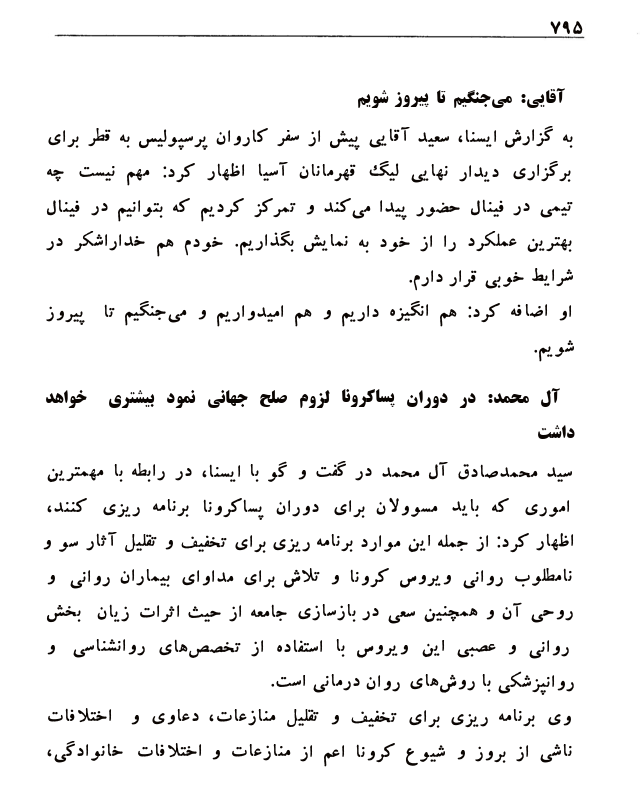 ۷۹۵
آقایی: می‌جنگیم تا پیروز شویم
به گزارش ایسنا، سعید آقایی پیش از سفر کاروان پرسپولیس به قطر برای
برگزاری دیدار نهایی لیگ قهرمانان آسیا اظهار کرد: مهم نیست چه
تیمی در فینال حضور پیدا می‌کند و تمرکز کردیم که بتوانیم در فینال
بهترین عملکرد را از خود به نمایش بگذاریم. خودم هم خداراشکر در
شرایط خوبی قرار دارم.
او اضافه کرد: هم انگیزه داریم و هم امیدواریم و می‌جنگیم تا پیروز
شویم.
آل محمد: در دوران پساکرونا لزوم صلح جهانی نمود بیشتری خواهد
داشت
سید محمدصادق آل محمد در گفت و گو با ایسنا، در رابطه با مهمترین
اموری که باید مسوولان برای دوران پساکرونا برنامه ریزی کنند،
اظهار کرد: از جمله این موارد برنامه ریزی برای تخفیف و تقلیل آثار سو و
نامطلوب روانی ویروس کرونا و تلاش برای مداوای بیماران روانی و
روحی آن و همچنین سعی در بازسازی جامعه از حیث اثرات زیان بخش
روانی و عصبی این ویروس با استفاده از تخصص‌های روانشناسی و
روانپزشکی با روش‌های روان درمانی است.
وی برنامه ریزی برای تخفیف و تقلیل منازعات، دعاوی و اختلافات
ناشی از بروز و شیوع کرونا اعم از منازعات و اختلافات خانوادگی،